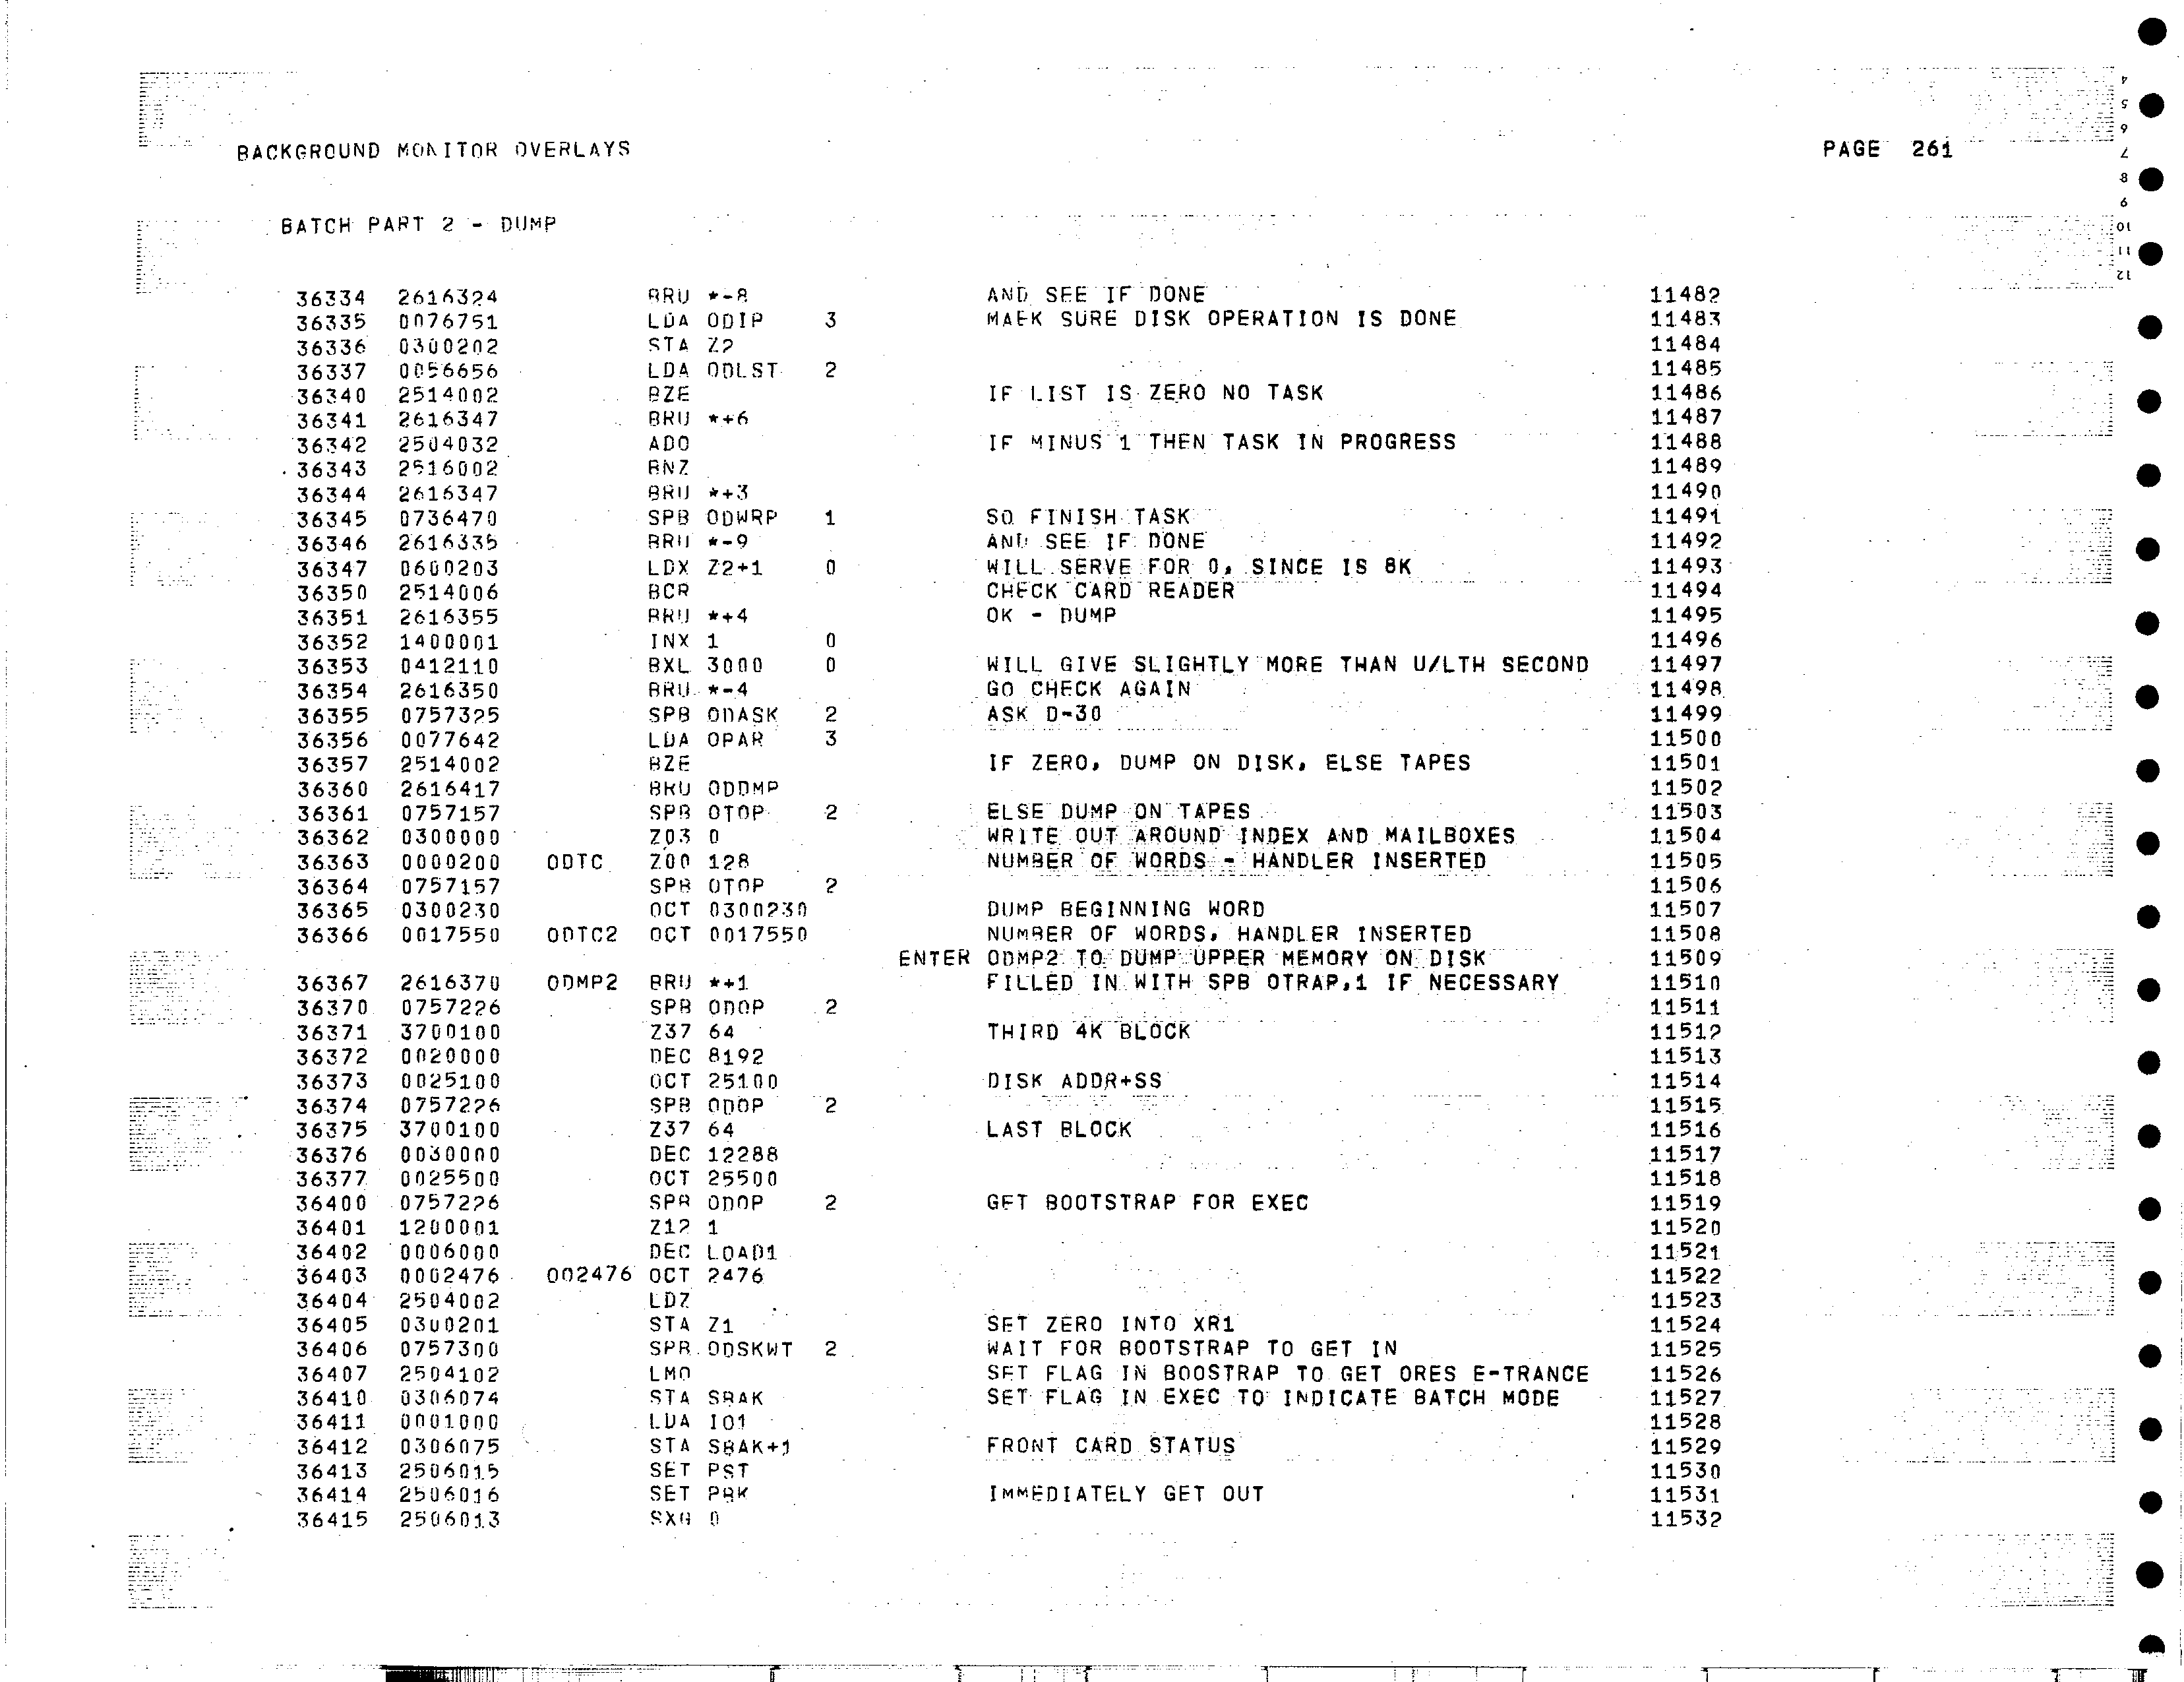 BACKGROUND MONITOR OVERLAYS PAGE 261
BATCH PART 2 - DUMP
36334 2616324 BRU *-8 AND SEE IF DONE 11482
36335 0076751 LDA ODIP 3 MAEK SURE DISK OPERATION IS DONE 11483
36336 0300202 STA Z2 11484
36337 0056656 LDA ODLST 2 11485
36340 2514002 BZE IF LIST IS ZERO NO TASK 11486
36341 2616347 BRU *+6 11487
36342 2504032 ADO IF MINUS 1 THEN TASK IN PROGRESS 11488
36343 2516002 BNZ 11489
36344 2616347 BRU *+3 11490
36345 0736470 SPB ODWRP 1 SO FINISH TASK 11491
36346 2616335 BRU *-9 AND SEE IF DONE 11492
36347 0600203 LDX Z2+1 0 WILL SERVE FOR 0, SINCE IS 8K 11493
36350 2514006 BCR CHECK CARD READER 11494
36351 2616355 BRU *+4 OK - DUMP 11495
36352 1400001 INX 1 0 11496
36353 0412110 BXL 3000 0 WILL GIVE SLIGHTLY MORE THAN U/LTH SECOND 11497
36354 2616350 BRU *-4 GO CHECK AGAIN 11498
36355 0757325 SPB ODASK 2 ASK D-30 11499
36356 0077642 LDA OPAR 3 11500
36357 2514002 BZE IF ZERO, DUMP ON DISK, ELSE TAPES 11501
36360 2616417 BRU ODDMP 11502
36361 0757157 SPB OTOP 2 ELSE DUMP ON TAPES 11503
36362 0300000 Z03 0 WRITE OUT AROUND INDEX AND MAILBOXES 11504
36363 0000200 ODTC Z00 128 NUMBER OF WORDS - HANDLER INSERTED 11505
36364 0757157 SPB OTOP 2 11506
36365 0300230 OCT 0300230 DUMP BEGINNING WORD 11507
36366 0017550 ODTC2 OCT 0017550 NUMBER OF WORDS, HANDLER INSERTED 11508
ENTER ODMP2 TO DUMP UPPER MEMORY ON DISK 11509
36367 2616370 ODMP2 BRU *+1 FILLED IN WITH SPB OTRAP,1 IF NECESSARY 11510
36370 0757226 SPB ODOP 2 11511
36371 3700100 Z37 64 THIRD 4K BLOCK 11512
36372 0020000 DEC 8192 11513
36373 0025100 OCT 25100 DISK ADDR+SS 11514
36374 0757226 SPB ODOP 2 11515
36375 3700100 Z37 64 LAST BLOCK 11516
36376 0030000 DEC 12288 11517
36377 0025500 OCT 25500 11518
36400 0757226 SPB ODOP 2 GET BOOTSTRAP FOR EXEC 11519
36401 1200001 Z12 1 11520
36402 0006000 DEC LOAD1 11521
36403 0002476 OO2476 OCT 2476 11522
36404 2504002 LDZ 11523
36405 0300201 STA Z1 SET ZERO INTO XR1 11524
36406 0757300 SPB ODSKWT 2 WAIT FOR BOOTSTRAP TO GET IN 11525
36407 2504102 LMO SET FLAG IN BOOSTRAP TO GET ORES E-TRANCE 11526
36410 0306074 STA SBAK SET FLAG IN EXEC TO INDICATE BATCH MODE 11527
36411 0001000 LDA I01 11528
36412 0306075 STA SBAK+1 FRONT CARD STATUS 11529
36413 2506015 SET PST 11530
36414 2506016 SET PBK IMMEDIATELY GET OUT 11531
36415 2506013 SXG 0 11532
4
5
6
7
8
9
10
11
12